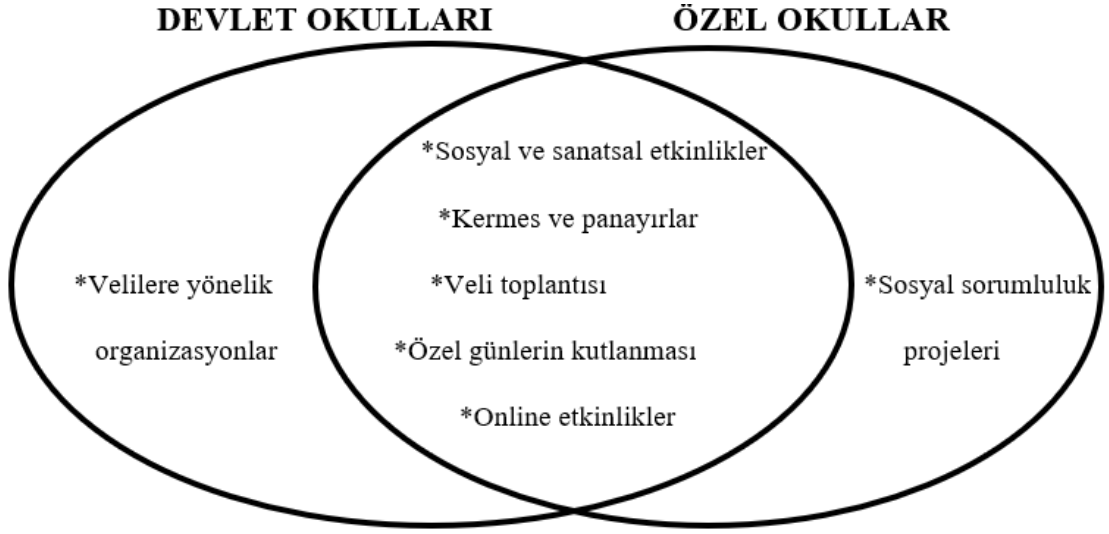 DEVLET OKULLARI
ÖZEL OKULLAR
*Sosyal ve sanatsal etkinlikler
*Kermes ve panayırlar
*Velilere yönelik
organizasyonlar
*Veli toplantısı
*Özel günlerin kutlanması
*Online etkinlikler
*Sosyal sorumluluk
projeleri